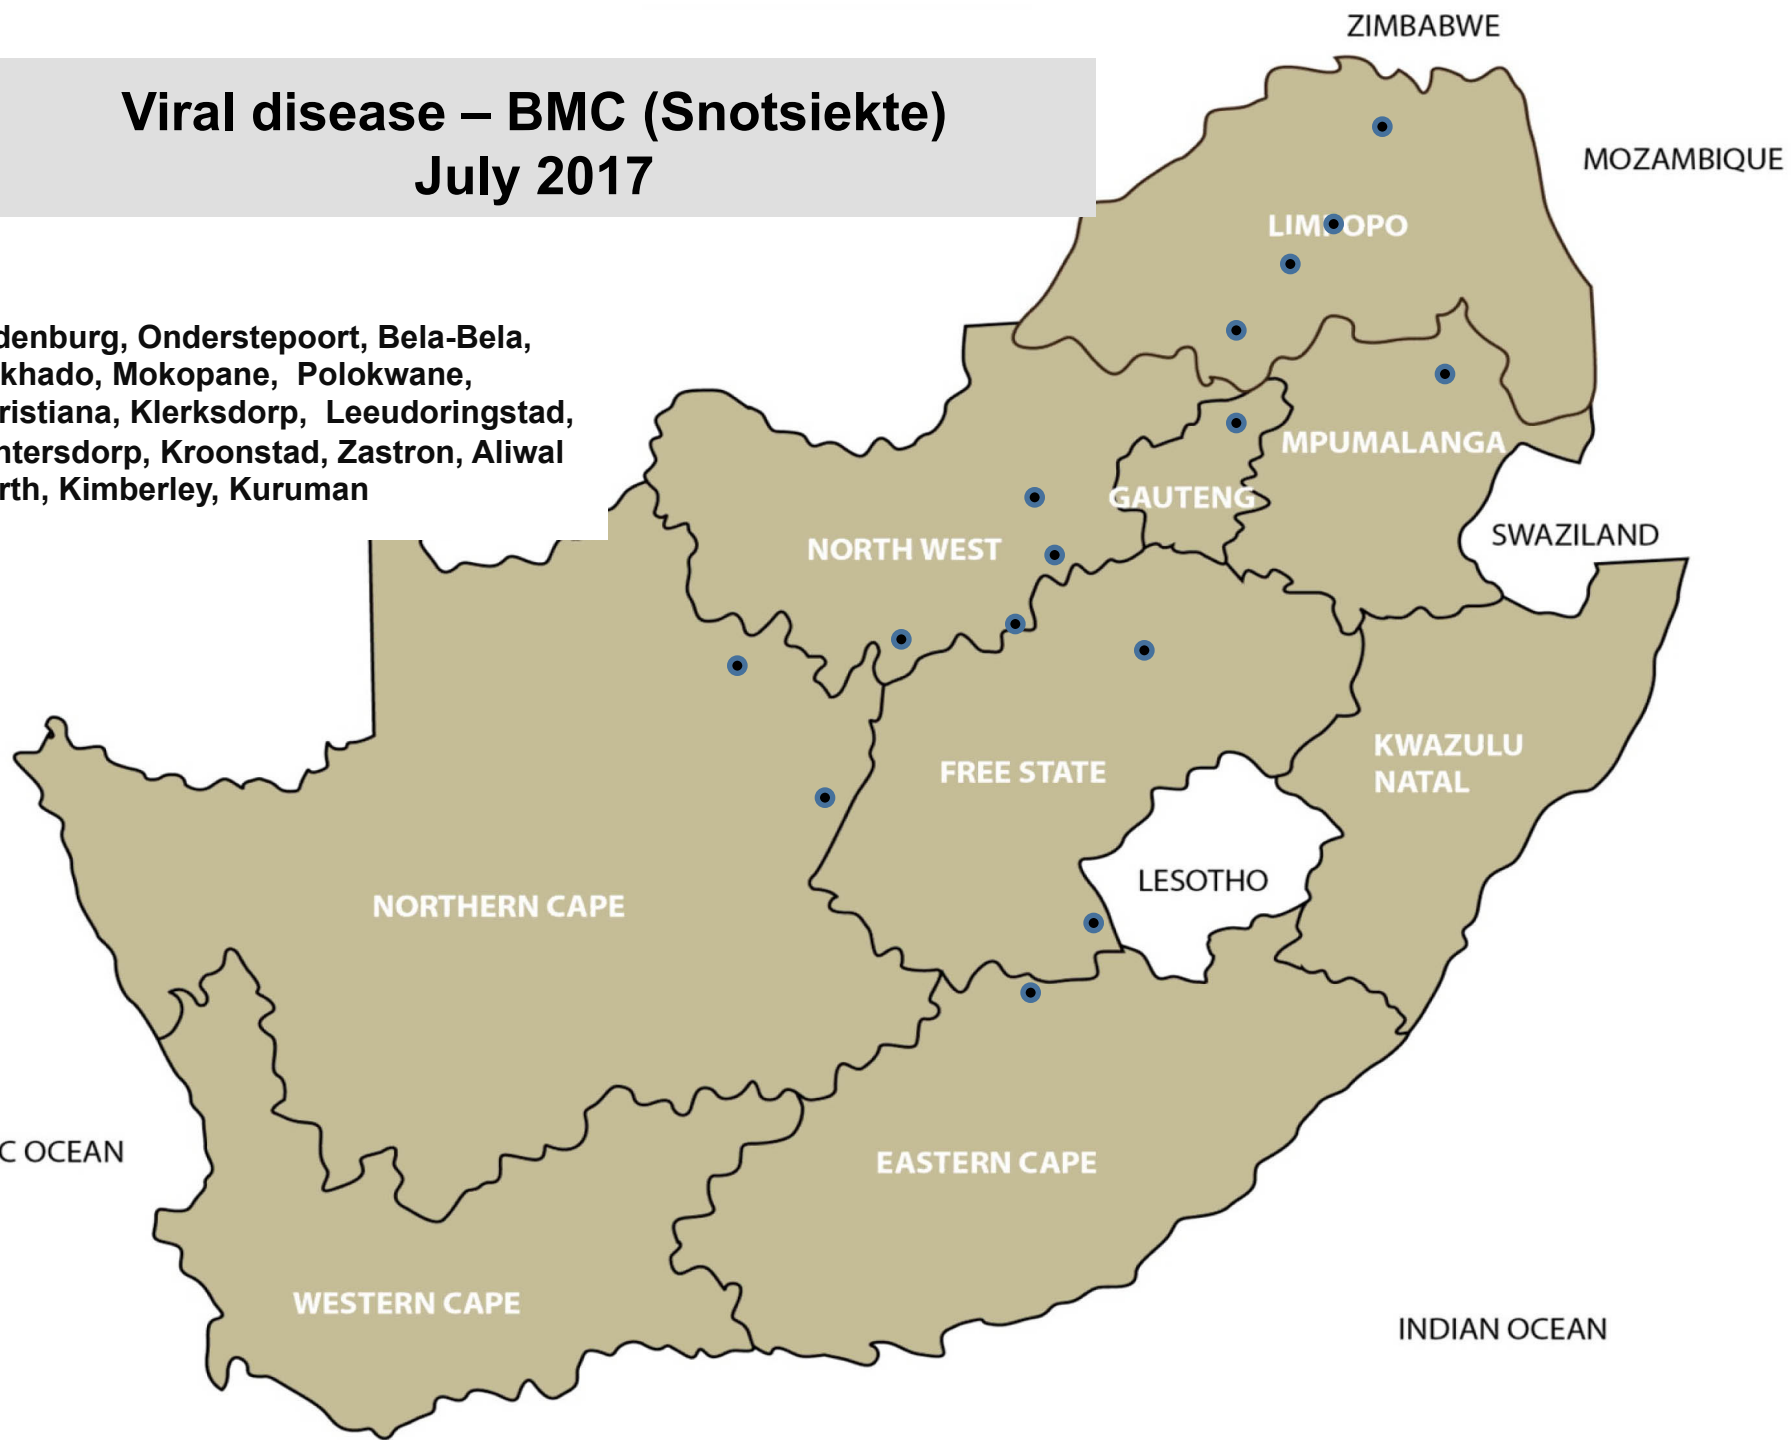 ZIMBABWE
Viral disease – BMC (Snotsiekte)
July 2017
MOZAMBIQUE
LIMPOPO
denburg, Onderstepoort, Bela-Bela,
khado, Mokopane, Polokwane,
ristiana, Klerksdorp, Leeudoringstad,
ntersdorp, Kroonstad, Zastron, Aliwal
rth, Kimberley, Kuruman
MPUMALANGA
GAUTENG
SWAZILAND
NORTH WEST
KWAZULU
NATAL
FREE STATE
LESOTHO
NORTHERN CAPE
C OCEAN
EASTERN CAPE
WESTERN CAPE
INDIAN OCEAN